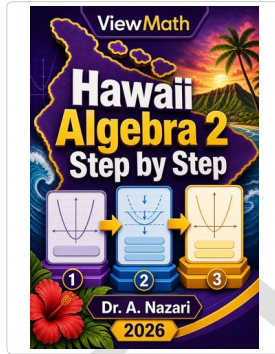 ViewMath
Hawaii
Algebra 2
Step by Step
1
2
3
Dr. A. Nazari
2026